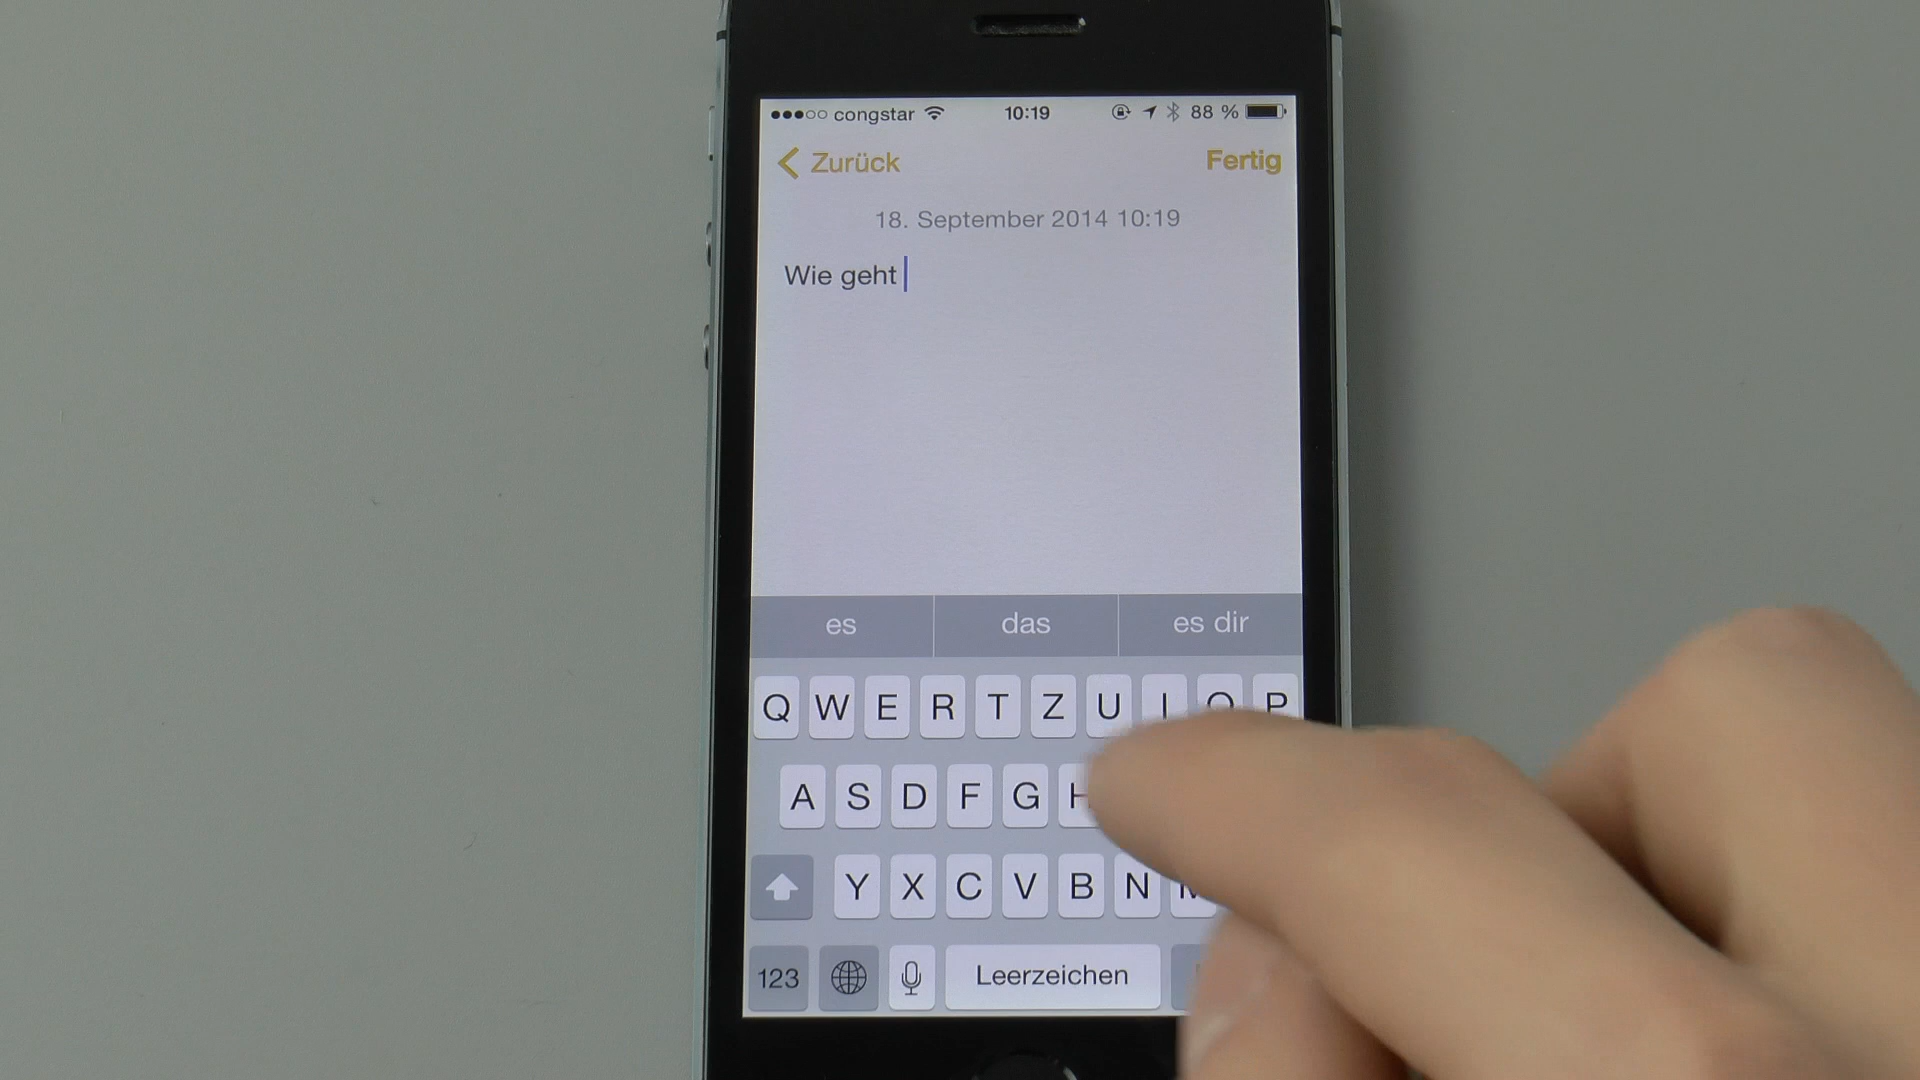 congstar 10:19 88 %
Zurück Fertig
18. September 2014 10:19
Wie geht
es das es dir
Q W E R T Z U I O P
A S D F G H
Y X C V B N M
123 Leerzeichen